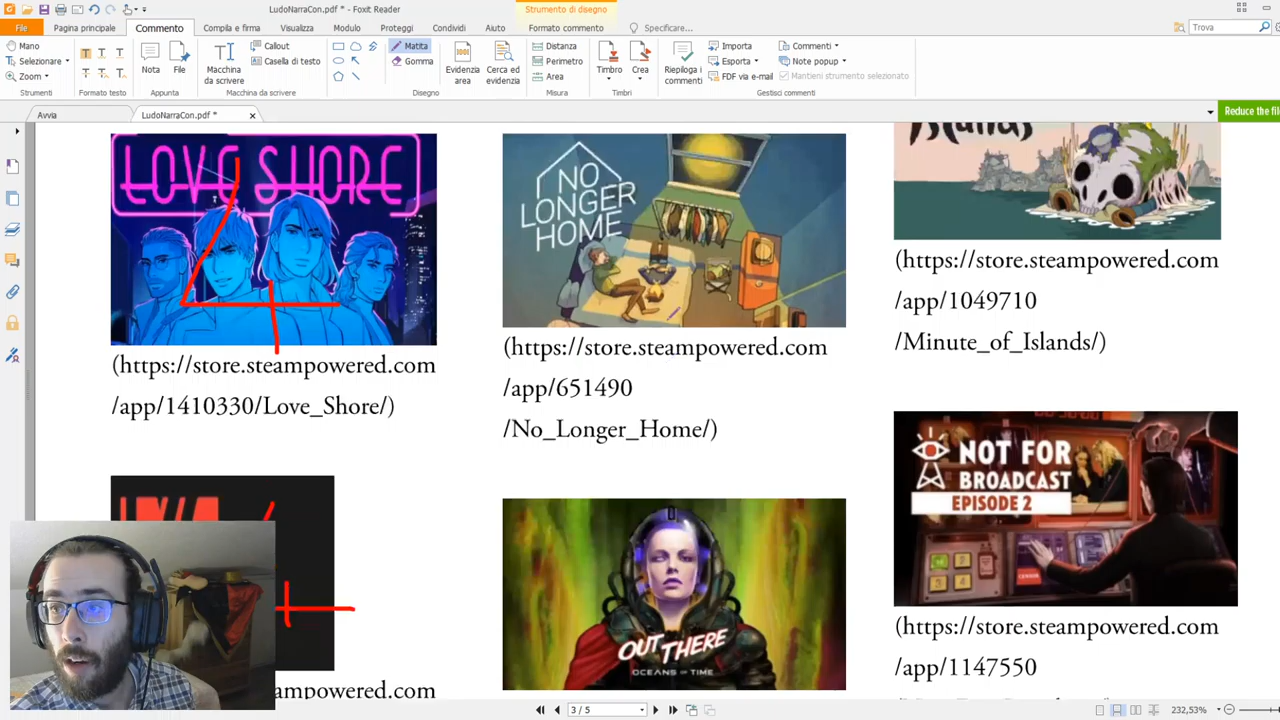 LudoNarraCon.pdf * - Foxit Reader
Strumento di disegno
File
Pagina principale
Commento
Compila e firma
Visualizza
Modulo
Proteggi
Condividi
Aiuto
Formato commento
Specificare...
Trova
Mano
Selezionare
Zoom
Strumenti
T T T
T T T
Formato testo
Nota
File
Appunta
Macchina
da scrivere
Callout
Casella di testo
Macchina da scrivere
Matita
Gomma
Disegno
Evidenzia
area
Cerca ed
evidenzia
Distanza
Perimetro
Area
Misura
Timbro
Crea
Timbri
Riepiloga i
commenti
Importa
Esporta
FDF via e-mail
Commenti
Note popup
Mantieni strumento selezionato
Gestisci commenti
Avvia
LudoNarraCon.pdf *
Reduce the file
LOVE SHORE
4
(https://store.steampowered.com
/app/1410330/Love_Shore/)
ampowered.com
NO
LONGER
HOME
(https://store.steampowered.com
/app/651490
/No_Longer_Home/)
OUT THERE
OCEANS OF TIME
(https://store.steampowered.com
/app/1049710
/Minute_of_Islands/)
NOT FOR
BROADCAST
EPISODE 2
CENSOR
(https://store.steampowered.com
/app/1147550
3 / 5
232,53%